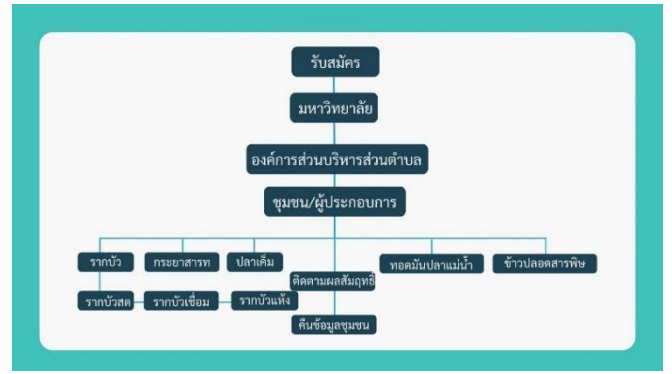 รับสมัคร
มหาวิทยาลัย
องค์การส่วนบริหารส่วนตำบล
ชุมชน/ผู้ประกอบการ
รากบัว
กระยาสารท
ปลาเค็ม
ทอดมันปลาแม่น้ำ
ข้าวปลอดสารพิษ
ติดตามผลสัมฤทธิ์
รากบัวสด
รากบัวเชื่อม
รากบัวแห้ง
คืนข้อมูลชุมชน